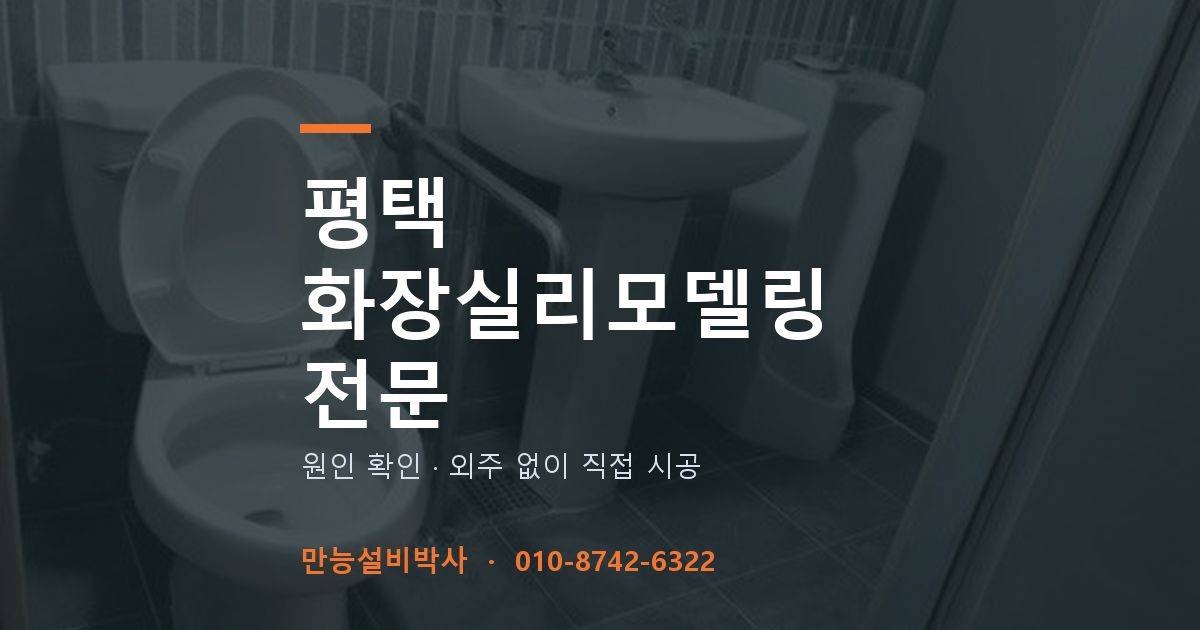 평택
화장실리모델링
전문
원인 확인 · 외주 없이 직접 시공
만능설비박사 · 010-8742-6322